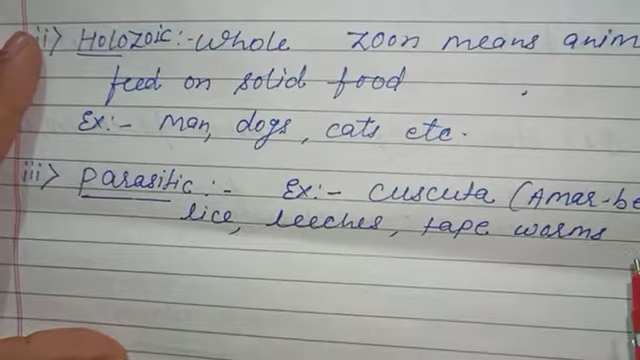 ii> Holozoic:- Whole zoon means anim
feed on solid food
Ex:- Man, dogs, cats etc.
iii> Parasitic:- Ex:- Cuscuta (Amar-be
lice, leeches, tape worms